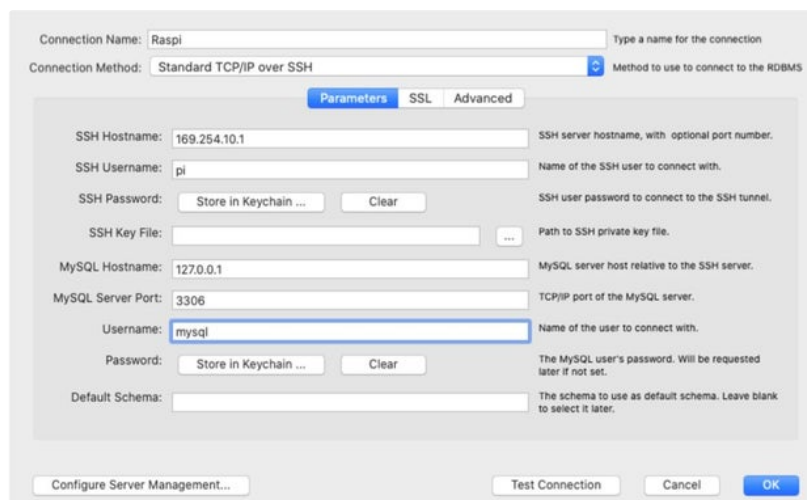 Connection Name: Raspi Type a name for the connection
Connection Method: Standard TCP/IP over SSH Method to use to connect to the RDBMS
Parameters SSL Advanced
SSH Hostname: 169.254.10.1 SSH server hostname, with optional port number.
SSH Username: pi Name of the SSH user to connect with.
SSH Password: Store in Keychain ... Clear SSH user password to connect to the SSH tunnel.
SSH Key File: ... Path to SSH private key file.
MySQL Hostname: 127.0.0.1 MySQL server host relative to the SSH server.
MySQL Server Port: 3306 TCP/IP port of the MySQL server.
Username: mysql Name of the user to connect with.
Password: Store in Keychain ... Clear The MySQL user's password. Will be requested
later if not set.
Default Schema: The schema to use as default schema. Leave blank
to select it later.
Configure Server Management... Test Connection Cancel OK